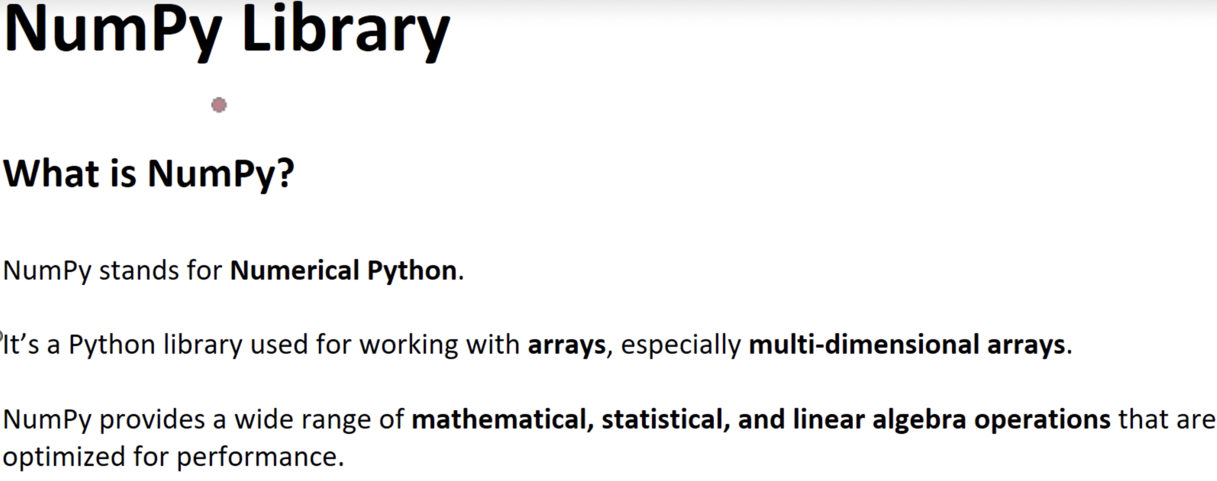 NumPy Library
What is NumPy?
NumPy stands for Numerical Python.
It’s a Python library used for working with arrays, especially multi-dimensional arrays.
NumPy provides a wide range of mathematical, statistical, and linear algebra operations that are
optimized for performance.